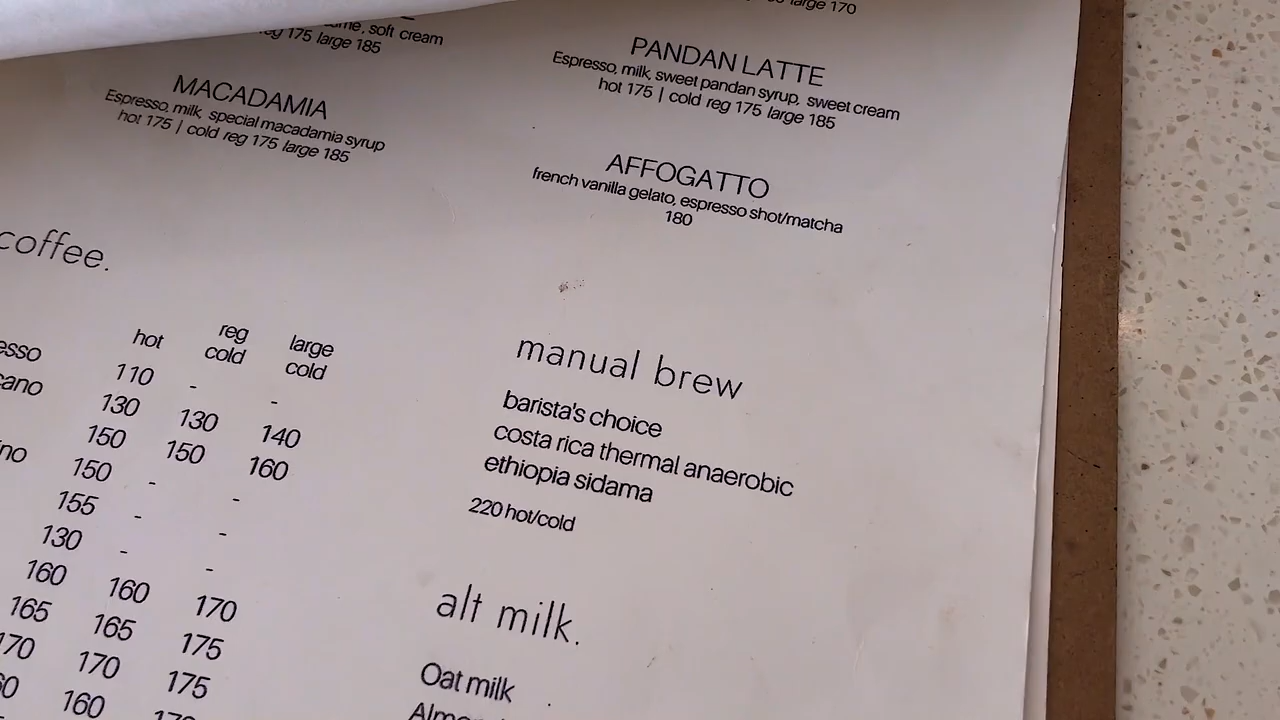 large 170
soft cream
175 large 185
MACADAMIA
Espresso, milk, special macadamia syrup
hot 175 | cold reg 175 large 185
PANDAN LATTE
Espresso, milk, sweet pandan syrup, sweet cream
hot 175 | cold reg 175 large 185
AFFOGATTO
french vanilla gelato, espresso shot/matcha
180
coffee.
hot reg cold large cold
110 - -
130 130 140
150 150 160
150 - -
155 - -
130 - -
160 160 170
165 165 175
170 170 175
160
manual brew
barista's choice
costa rica thermal anaerobic
ethiopia sidama
220 hot/cold
alt milk.
Oat milk